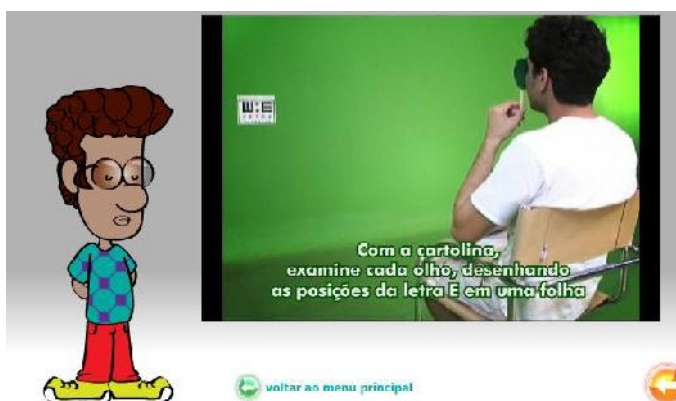 Com a cartolina,
examine cada olho, desenhando
as posições da letra E em uma folha
voltar ao menu principal